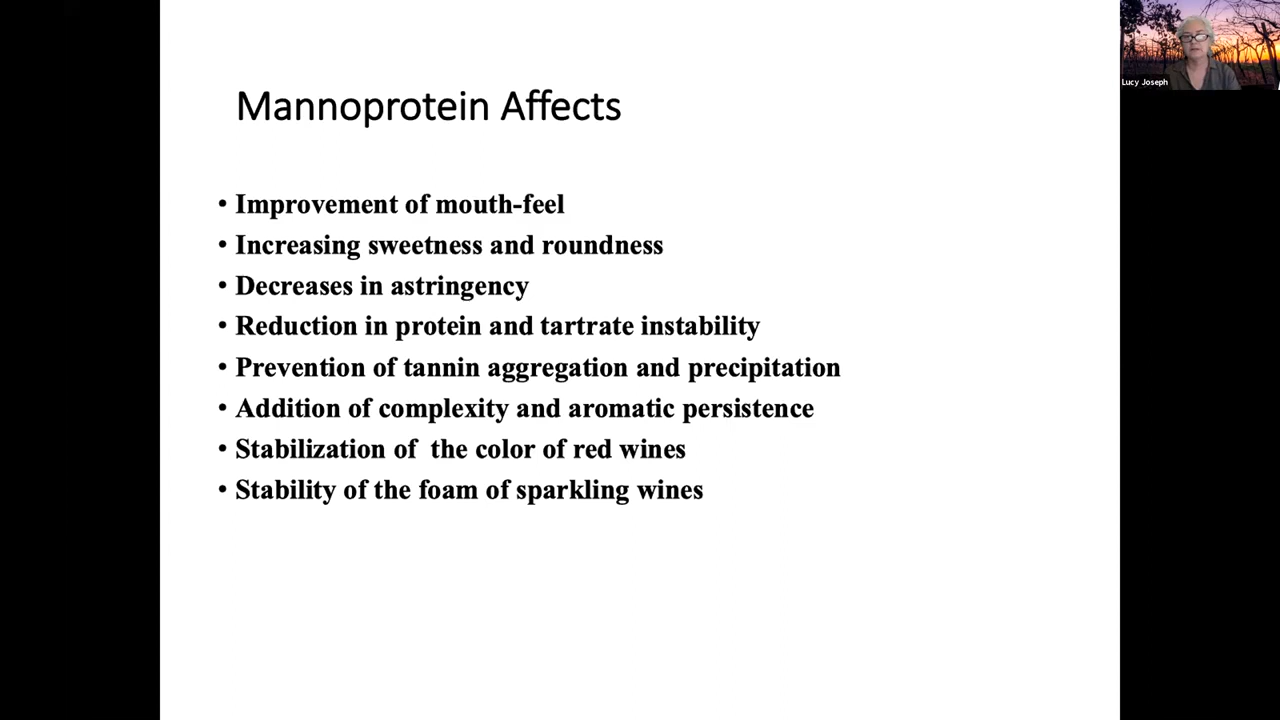 Mannoprotein Affects
• Improvement of mouth-feel
• Increasing sweetness and roundness
• Decreases in astringency
• Reduction in protein and tartrate instability
• Prevention of tannin aggregation and precipitation
• Addition of complexity and aromatic persistence
• Stabilization of  the color of red wines
• Stability of the foam of sparkling wines
Lucy Joseph